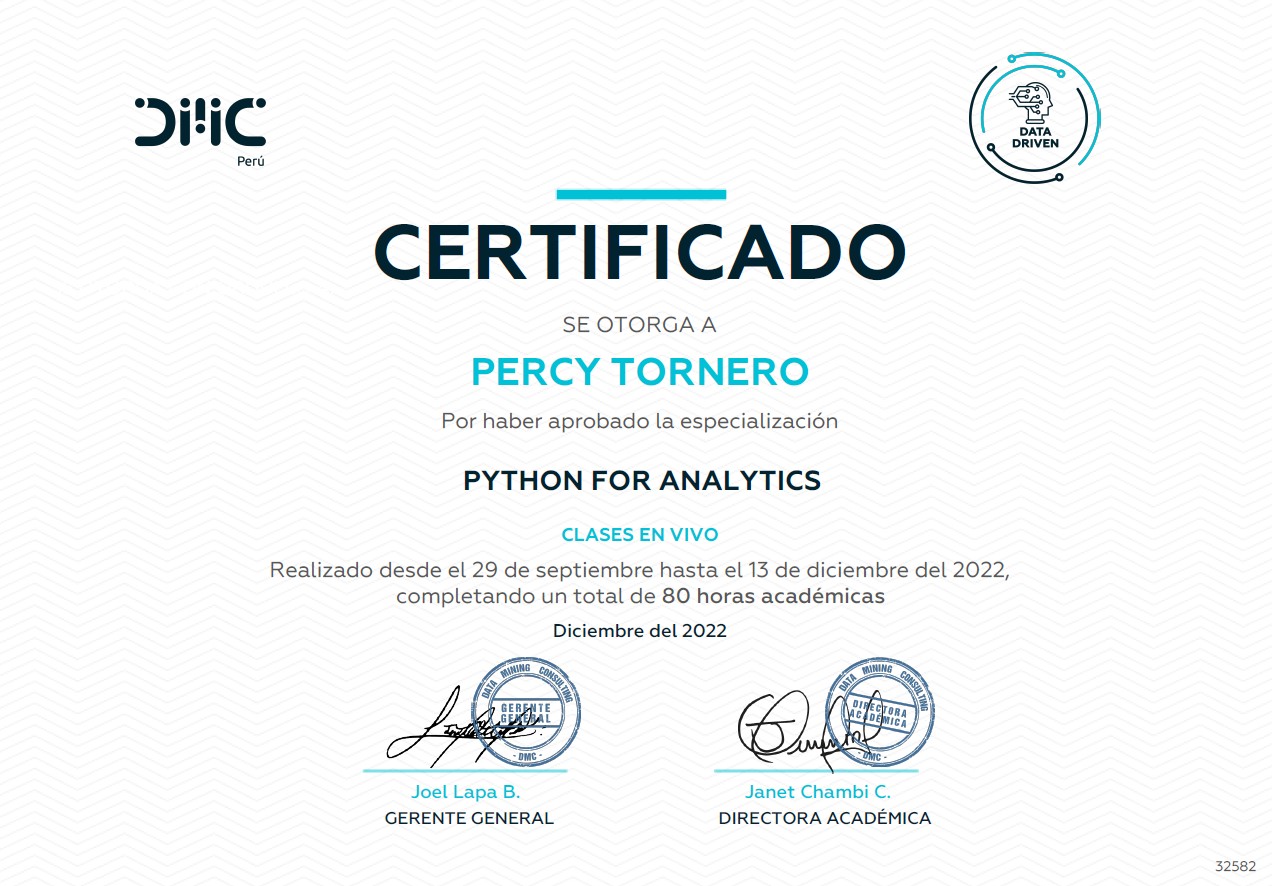 DMC
Perú
DATA
DRIVEN
CERTIFICADO
SE OTORGA A
PERCY TORNERO
Por haber aprobado la especialización
PYTHON FOR ANALYTICS
CLASES EN VIVO
Realizado desde el 29 de septiembre hasta el 13 de diciembre del 2022,
completando un total de 80 horas académicas
Diciembre del 2022
DATA MINING CONSULTING
GERENTE
GENERAL
- DMC -
DATA MINING CONSULTING
DIRECTORA
ACADÉMICA
- DMC -
Joel Lapa B.
GERENTE GENERAL
Janet Chambi C.
DIRECTORA ACADÉMICA
32582